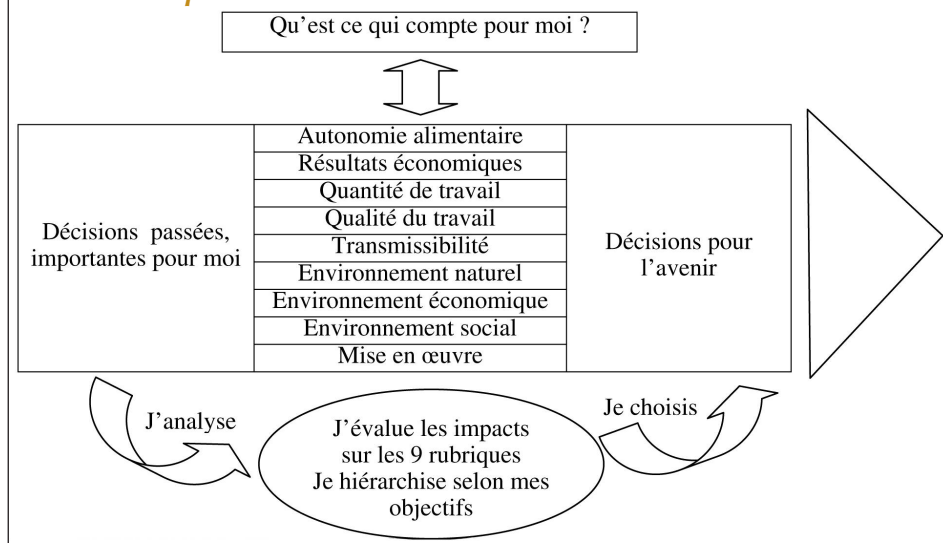 Qu'est ce qui compte pour moi ?
Décisions passées,
importantes pour moi
Autonomie alimentaire
Résultats économiques
Quantité de travail
Qualité du travail
Transmissibilité
Environnement naturel
Environnement économique
Environnement social
Mise en œuvre
Décisions pour
l'avenir
J'analyse
J'évalue les impacts
sur les 9 rubriques
Je hiérarchise selon mes
objectifs
Je choisis